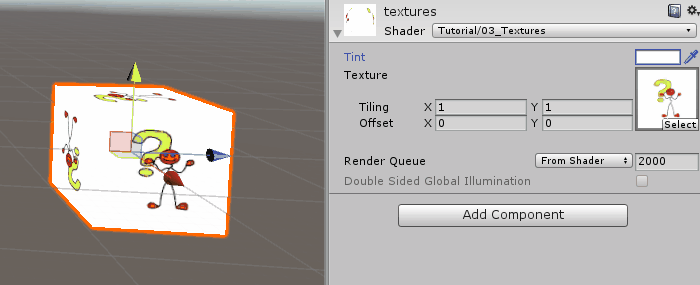 textures
Shader Tutorial/03_Textures
Tint
Texture
Tiling X 1 Y 1
Offset X 0 Y 0
Select
Render Queue From Shader 2000
Double Sided Global Illumination
Add Component
?